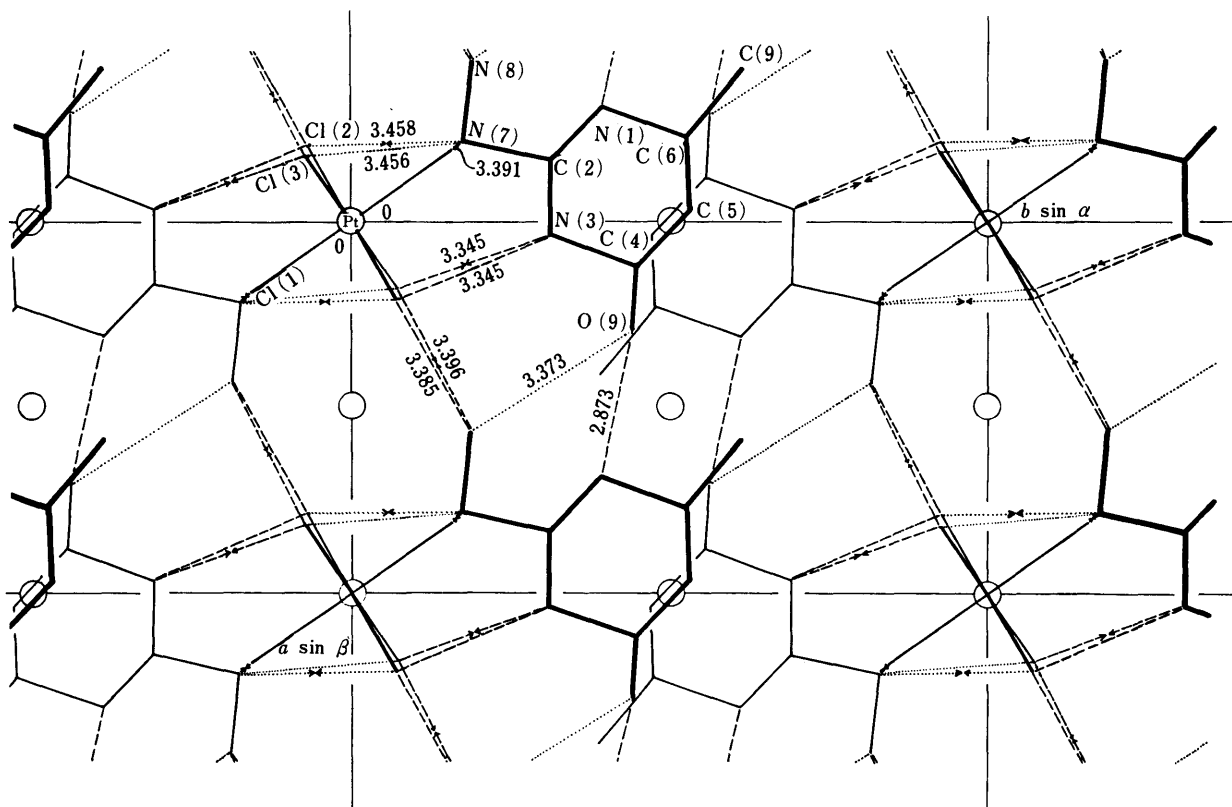 C(9)
N(8)
Cl(2) 3.458 N(7) N(1)
3.456 3.391 C(2) C(6)
Cl(3)
Pt 0 C(5) b sin α
0 N(3) C(4)
3.345
3.345
Cl(1)
O(9)
3.396
3.385
3.373
2.873
a sin β